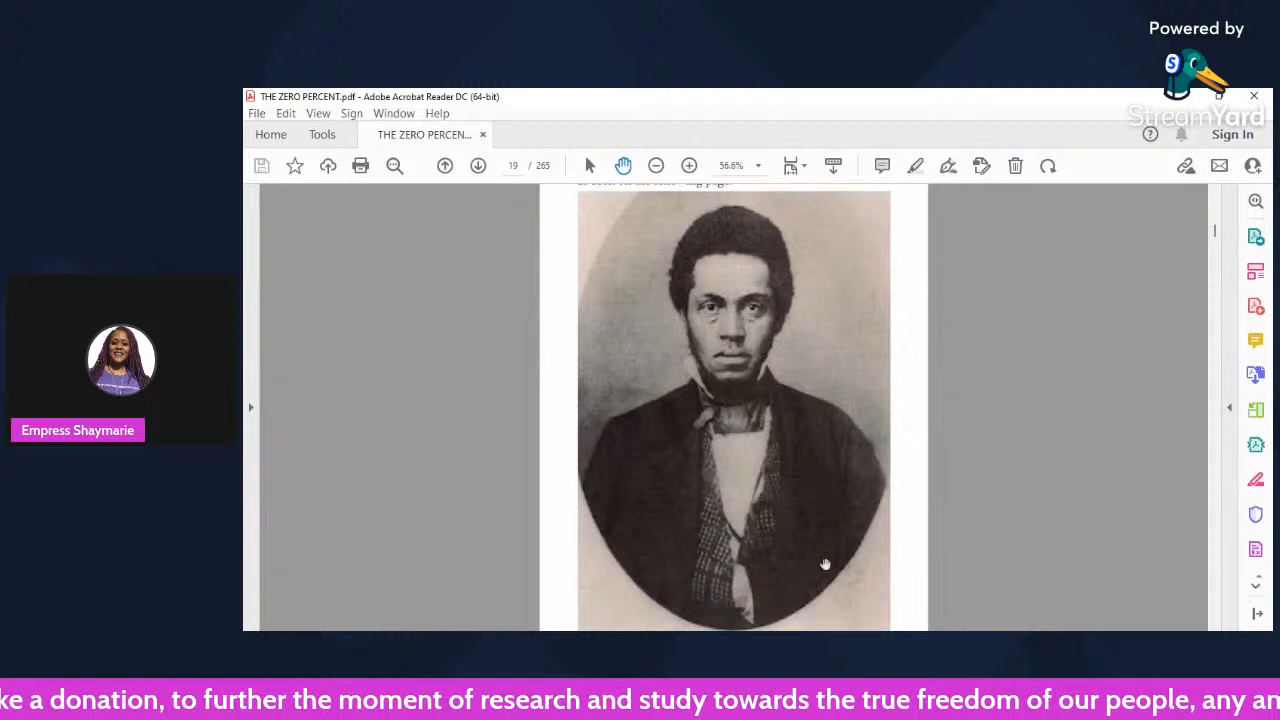 Powered by
StreamYard
THE ZERO PERCENT.pdf - Adobe Acrobat Reader DC (64-bit)
File Edit View Sign Window Help
Home Tools THE ZERO PERCEN... Sign In
19 / 265 56.6%
Empress Shaymarie
ke a donation, to further the moment of research and study towards the true freedom of our people, any an